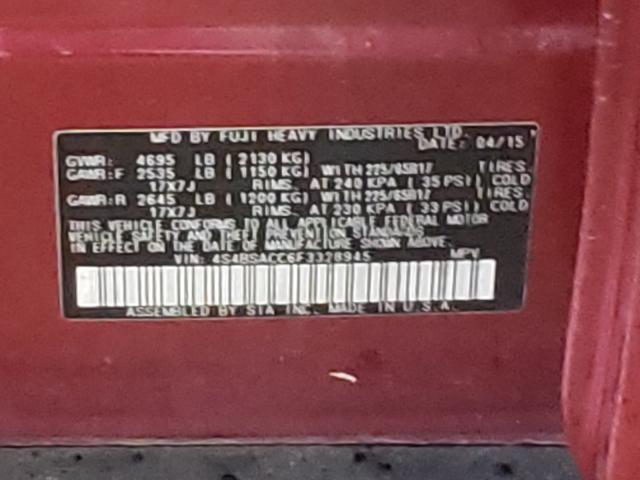 MFD BY FUJI HEAVY INDUSTRIES LTD.
DATE: 04/15
GVWR: 4695 LB (2130 KG)
GAWR:F 2535 LB (1150 KG) WITH 225/65R17 TIRES,
17X7J RIMS, AT 240 KPA (35 PSI) COLD
GAWR:R 2645 LB (1200 KG) WITH 225/65R17 TIRES,
17X7J RIMS, AT 230 KPA (33 PSI) COLD
THIS VEHICLE CONFORMS TO ALL APPLICABLE FEDERAL MOTOR
VEHICLE SAFETY AND THEFT PREVENTION STANDARDS
IN EFFECT ON THE DATE OF MANUFACTURE SHOWN ABOVE.
VIN: 4S4BSACC6F3328945 MPV
ASSEMBLED BY SIA INC. MADE IN U.S.A.